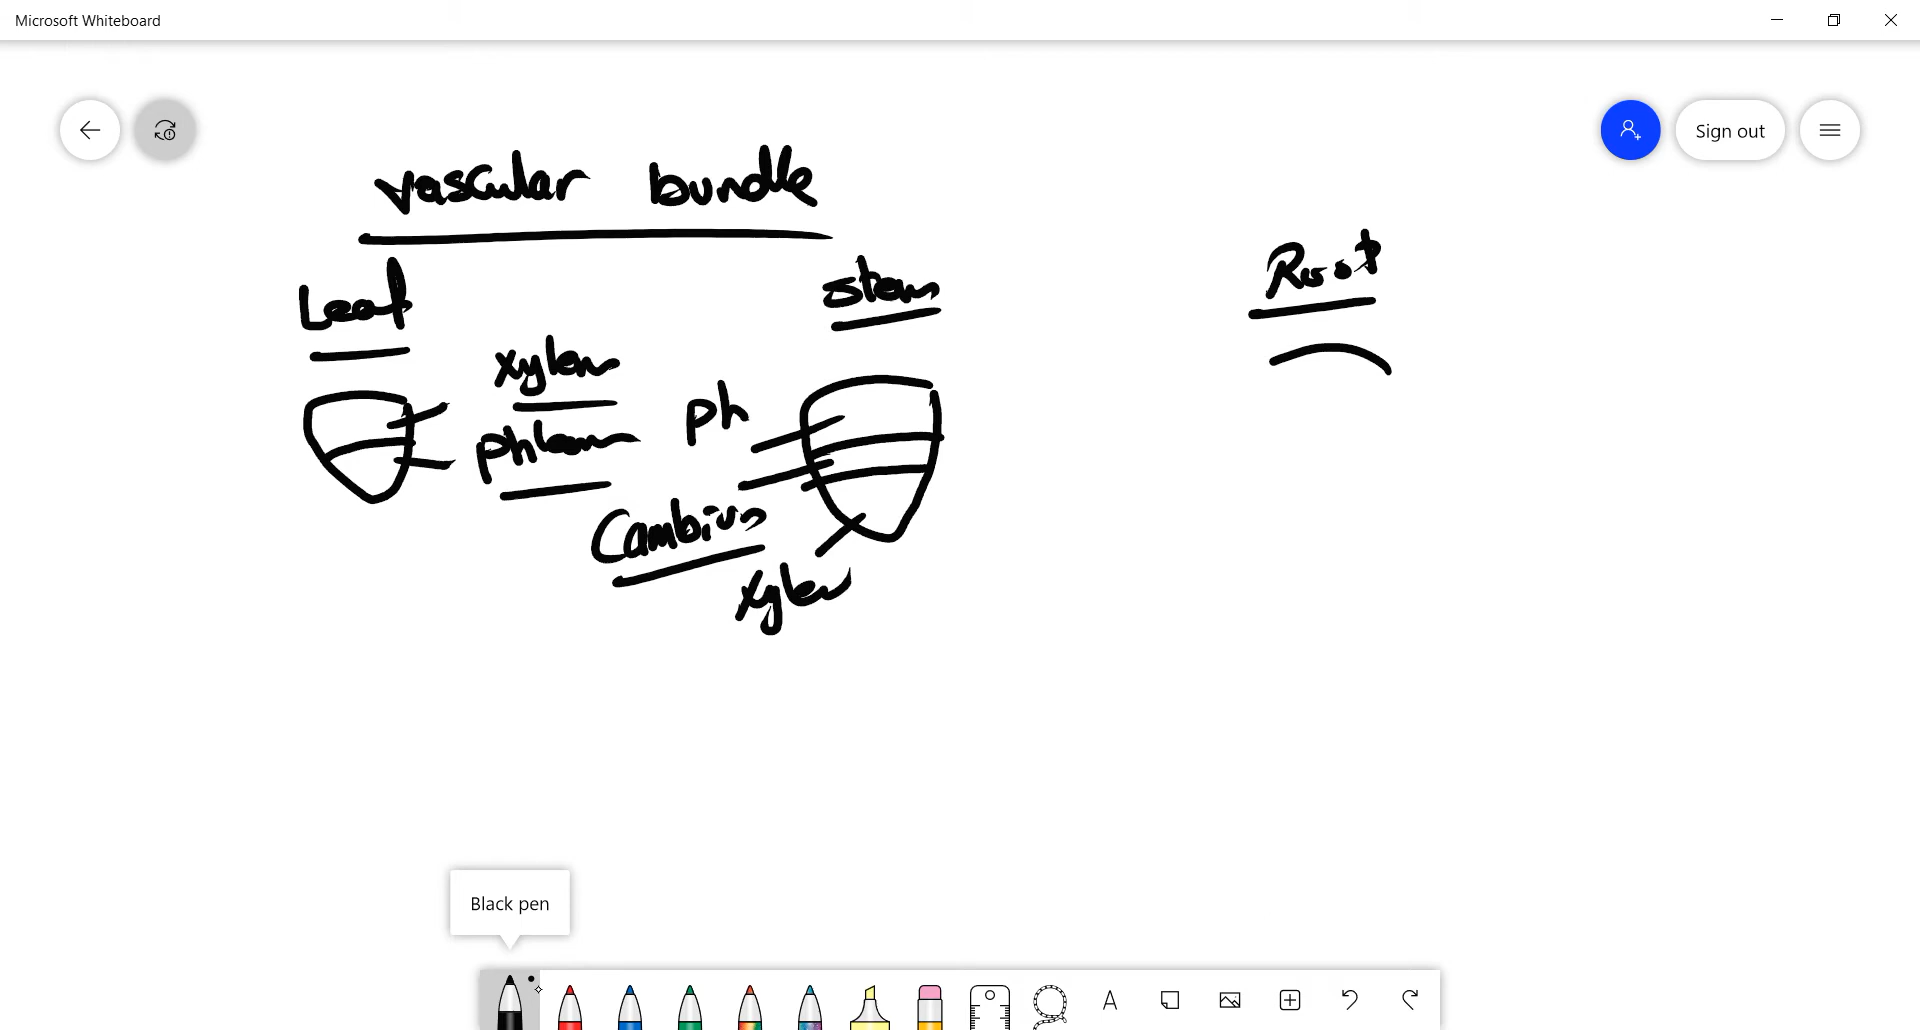 Microsoft Whiteboard
Sign out
vascular bundle
Leaf
stem
Root
xylem
phloem
ph
Cambium
xylem
Black pen